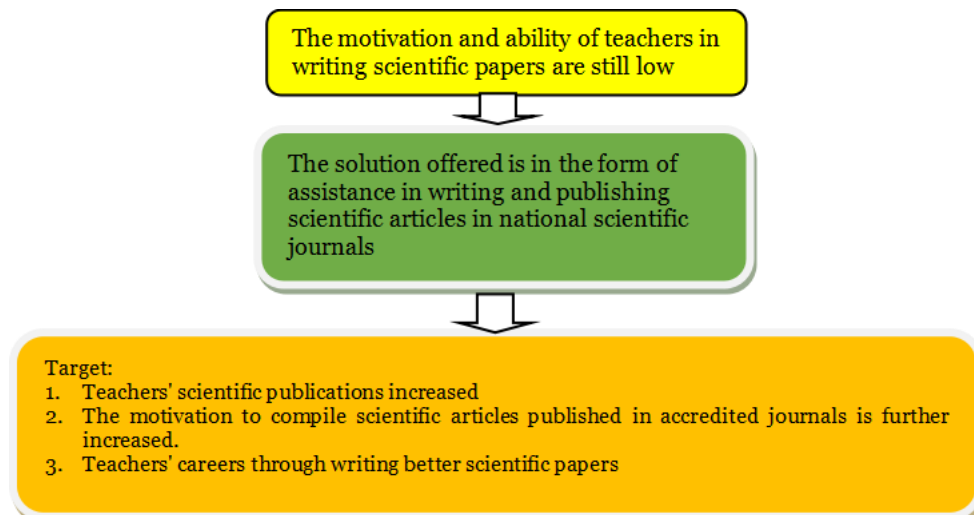 The motivation and ability of teachers in
writing scientific papers are still low
The solution offered is in the form of
assistance in writing and publishing
scientific articles in national scientific
journals
Target:
1. Teachers' scientific publications increased
2. The motivation to compile scientific articles published in accredited journals is further
increased.
3. Teachers' careers through writing better scientific papers